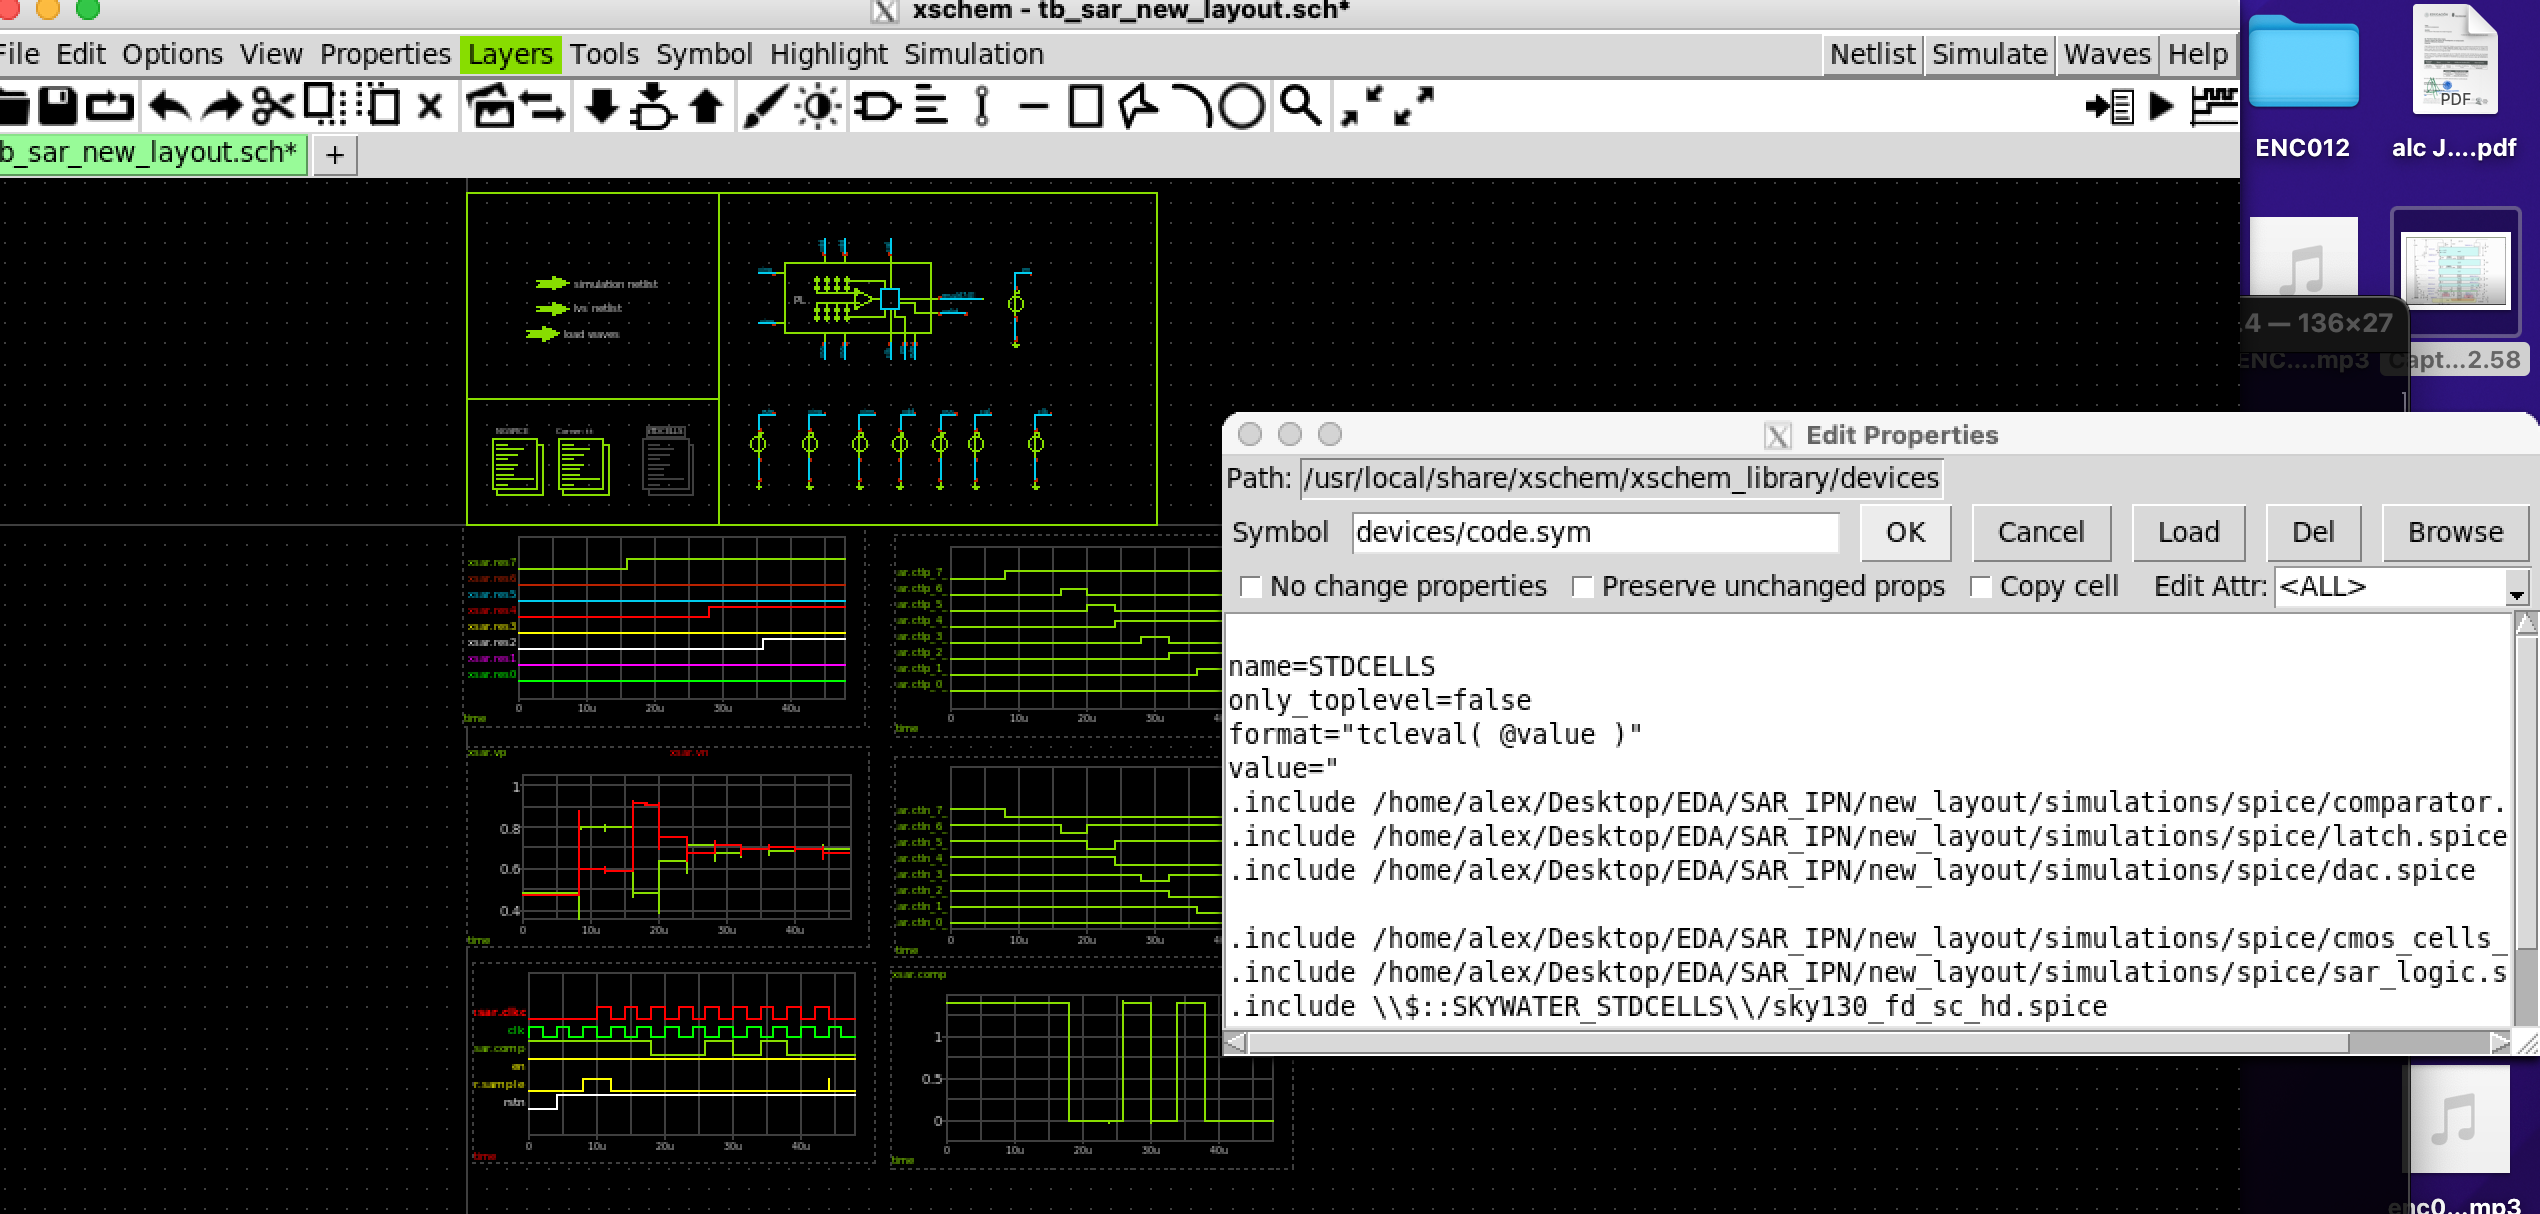 xschem - tb_sar_new_layout.sch*
File Edit Options View Properties Layers Tools Symbol Highlight Simulation Netlist Simulate Waves Help
b_sar_new_layout.sch* +
simulation netlist
lvs netlist
load waves
NGSPICE
STDCELLS
xsar.res7
xsar.res6
xsar.res5
xsar.res4
xsar.res3
xsar.res2
xsar.res1
xsar.res0
0 10u 20u 30u 40u
time
ar.ctlp_7
ar.ctlp_6
ar.ctlp_5
ar.ctlp_4
ar.ctlp_3
ar.ctlp_2
ar.ctlp_1
ar.ctlp_0
0 10u 20u 30u
time
xsar.vp xsar.vn
1
0.8
0.6
0.4
0 10u 20u 30u 40u
time
ar.ctln_7
ar.ctln_6
ar.ctln_5
ar.ctln_4
ar.ctln_3
ar.ctln_2
ar.ctln_1
ar.ctln_0
0 10u 20u 30u
time
xsar.clkc
clk
sar.comp
en
r.sample
rstn
0 10u 20u 30u 40u
time
xsar.comp
1
0.5
0
0 10u 20u 30u 40u
time
Edit Properties
Path: /usr/local/share/xschem/xschem_library/devices
Symbol devices/code.sym OK Cancel Load Del Browse
No change properties Preserve unchanged props Copy cell Edit Attr: <ALL>
name=STDCELLS
only_toplevel=false
format="tcleval( @value )"
value="
.include /home/alex/Desktop/EDA/SAR_IPN/new_layout/simulations/spice/comparator.
.include /home/alex/Desktop/EDA/SAR_IPN/new_layout/simulations/spice/latch.spice
.include /home/alex/Desktop/EDA/SAR_IPN/new_layout/simulations/spice/dac.spice
.include /home/alex/Desktop/EDA/SAR_IPN/new_layout/simulations/spice/cmos_cells_
.include /home/alex/Desktop/EDA/SAR_IPN/new_layout/simulations/spice/sar_logic.s
.include \\$::SKYWATER_STDCELLS\\/sky130_fd_sc_hd.spice
PDF
ENC012
alc J....pdf
4 — 136×27
ENC....mp3
Capt...2.58
enc0...mp3